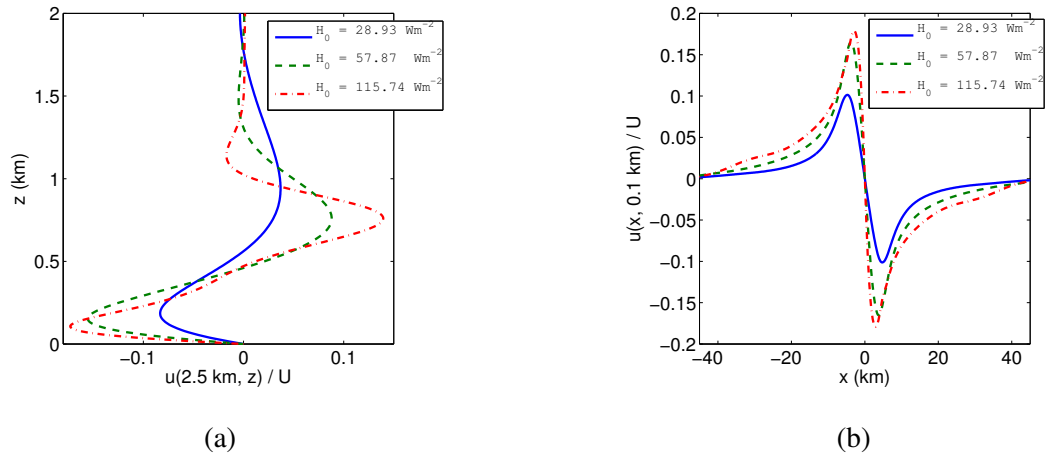 2
1.5
1
0.5
0
z (km)
H₀ = 28.93 Wm⁻²
H₀ = 57.87 Wm⁻²
H₀ = 115.74 Wm⁻²
−0.1
0
0.1
u(2.5 km, z) / U
(a)
0.2
0.15
0.1
0.05
0
−0.05
−0.1
−0.15
−0.2
u(x, 0.1 km) / U
H₀ = 28.93 Wm⁻²
H₀ = 57.87 Wm⁻²
H₀ = 115.74 Wm⁻²
−40
−20
0
20
40
x (km)
(b)